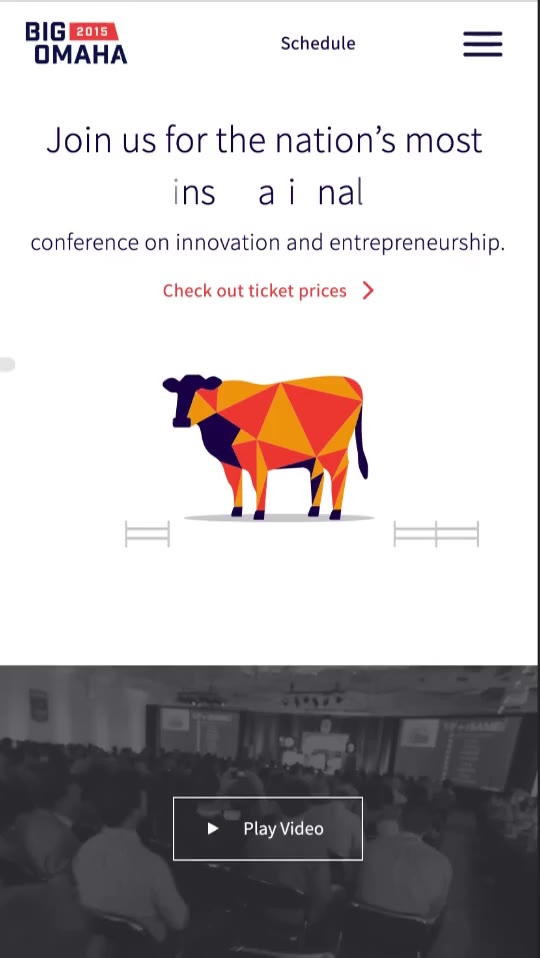 BIG 2015
OMAHA
Schedule
Join us for the nation’s most
ins a i nal
conference on innovation and entrepreneurship.
Check out ticket prices
Play Video